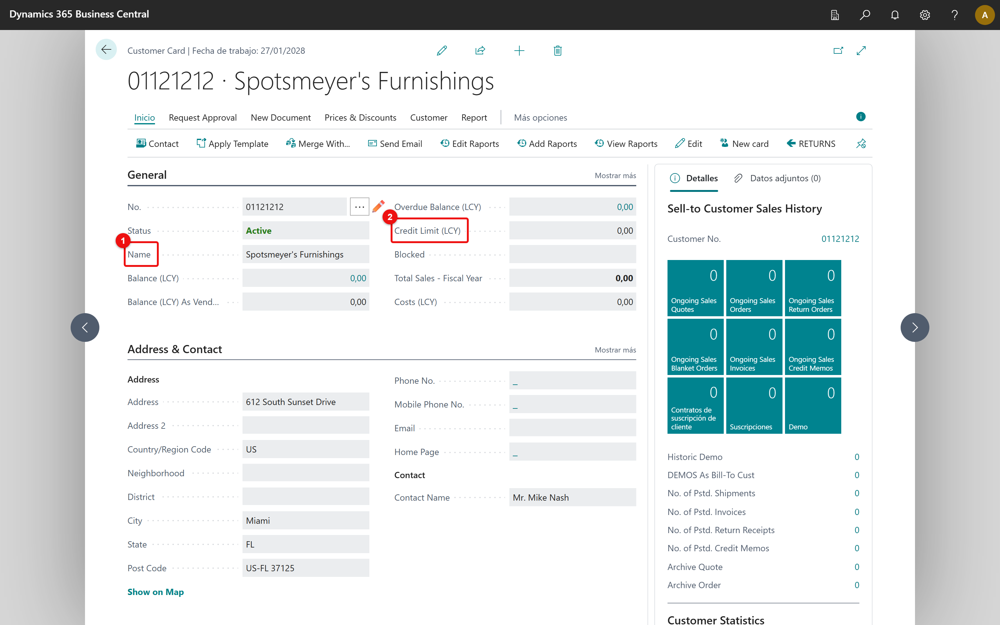 Dynamics 365 Business Central
A
Customer Card | Fecha de trabajo: 27/01/2028
01121212 · Spotsmeyer's Furnishings
Inicio
Request Approval
New Document
Prices & Discounts
Customer
Report
Más opciones
Contact
Apply Template
Merge With...
Send Email
Edit Raports
Add Raports
View Raports
Edit
New card
RETURNS
General
Mostrar más
No.
01121212
Status
Active
1
Name
Spotsmeyer's Furnishings
Balance (LCY)
0,00
Balance (LCY) As Vend...
0,00
Overdue Balance (LCY)
0,00
2
Credit Limit (LCY)
0,00
Blocked
Total Sales - Fiscal Year
0,00
Costs (LCY)
0,00
Address & Contact
Mostrar más
Address
Address
612 South Sunset Drive
Address 2
Country/Region Code
US
Neighborhood
District
City
Miami
State
FL
Post Code
US-FL 37125
Show on Map
Phone No.
_
Mobile Phone No.
_
Email
Home Page
_
Contact
Contact Name
Mr. Mike Nash
Detalles
Datos adjuntos (0)
Sell-to Customer Sales History
Customer No.
01121212
0
Ongoing Sales
Quotes
0
Ongoing Sales
Orders
0
Ongoing Sales
Return Orders
0
Ongoing Sales
Blanket Orders
0
Ongoing Sales
Invoices
0
Ongoing Sales
Credit Memos
0
Contratos de
suscripción de
cliente
0
Suscripciones
0
Demo
Historic Demo
0
DEMOS As Bill-To Cust
0
No. of Pstd. Shipments
0
No. of Pstd. Invoices
0
No. of Pstd. Return Receipts
0
No. of Pstd. Credit Memos
0
Archive Quote
0
Archive Order
0
Customer Statistics